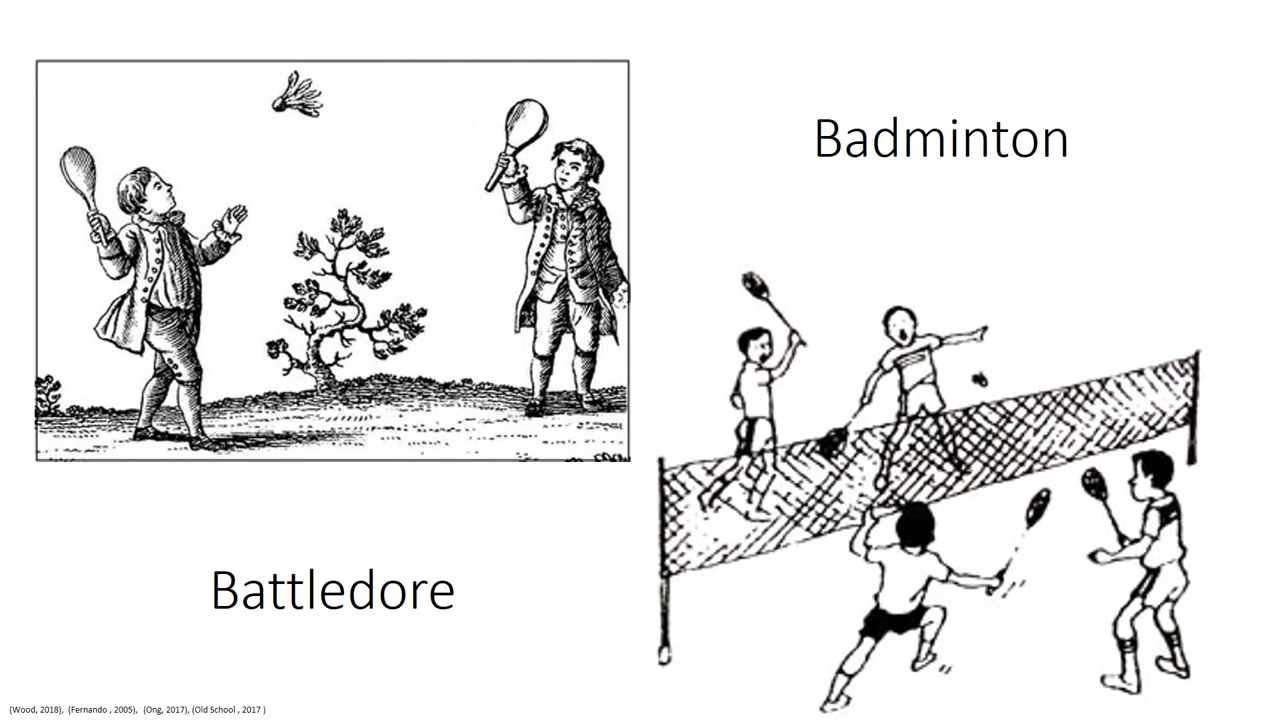 Badminton
Battledore
(Wood, 2018), (Fernando , 2005), (Ong, 2017), (Old School , 2017 )